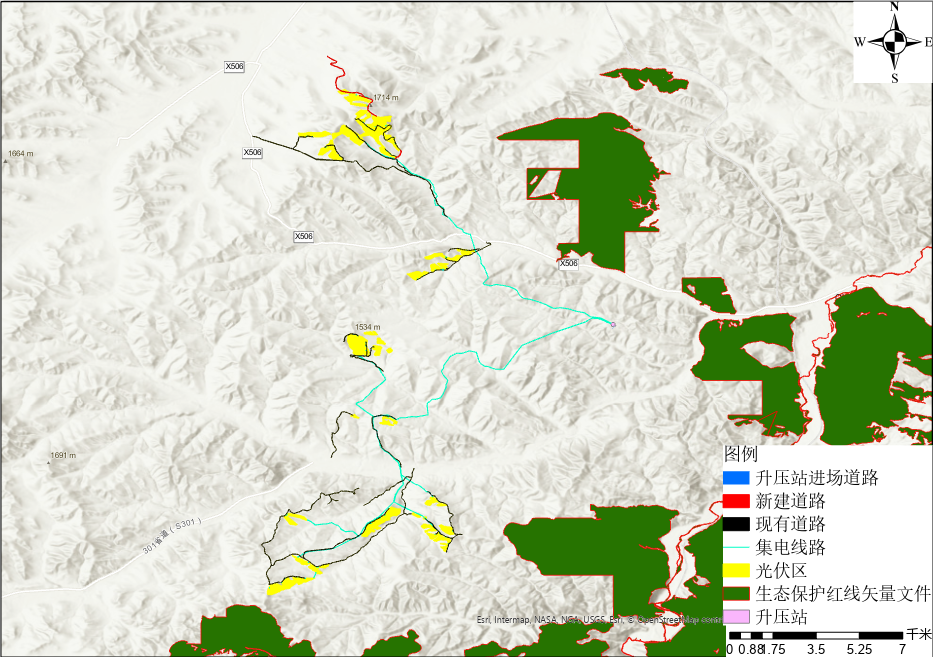 N
W E
S
X506
1714 m
X506
1664 m
X506
X506
1534 m
1691 m
301省道（S301）
图例
升压站进场道路
新建道路
现有道路
集电线路
光伏区
生态保护红线矢量文件
升压站
Esri, Intermap, NASA, NGA, USGS, Esri, © OpenStreetMap contri
千米
0 0.88 1.75 3.5 5.25 7